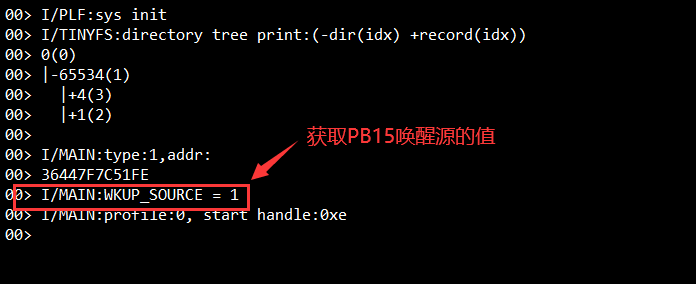 00> I/PLF:sys init
00> I/TINYFS:directory tree print:(-dir(idx) +record(idx))
00> 0(0)
00> |-65534(1)
00>   |+4(3)
00>   |+1(2)
00>
获取PB15唤醒源的值
00> I/MAIN:type:1,addr:
00> 36447F7C51FE
00> I/MAIN:WKUP_SOURCE = 1
00> I/MAIN:profile:0, start handle:0xe
00>